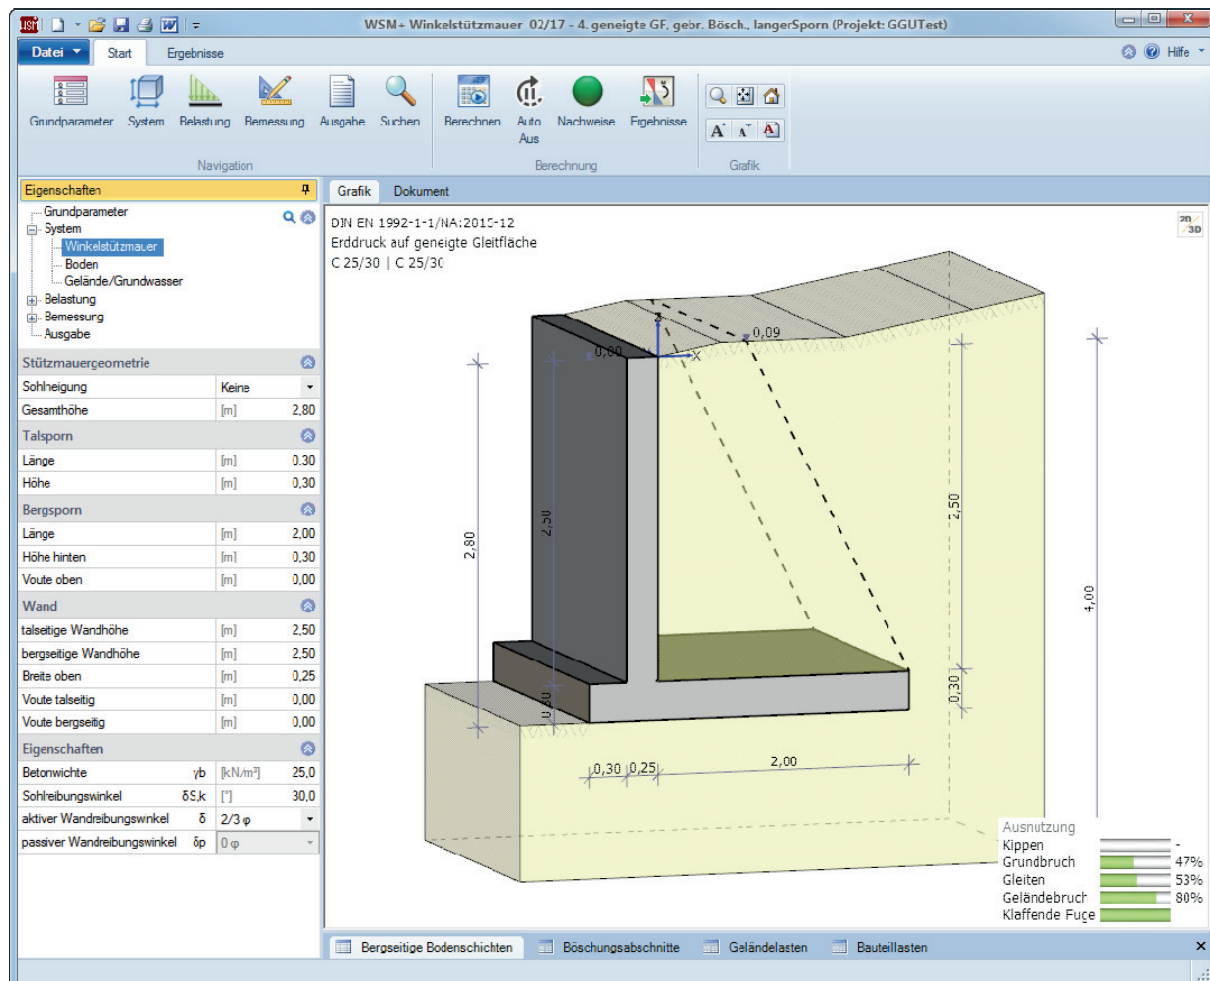 WSM+ Winkelstützmauer 02/17 - 4. geneigte GF, gebr. Bösch., langerSporn (Projekt: GGUTest)
Datei Start Ergebnisse Hilfe
Grundparameter System Belastung Bemessung Ausgabe Suchen Berechnen Auto Aus Nachweise Ergebnisse
Navigation Berechnung Grafik
Eigenschaften
Grundparameter
System
Winkelstützmauer
Boden
Gelände/Grundwasser
Belastung
Bemessung
Ausgabe
Stützmauergeometrie
Sohlneigung Keine
Gesamthöhe [m] 2,80
Talsporn
Länge [m] 0,30
Höhe [m] 0,30
Bergsporn
Länge [m] 2,00
Höhe hinten [m] 0,30
Voute oben [m] 0,00
Wand
talseitige Wandhöhe [m] 2,50
bergseitige Wandhöhe [m] 2,50
Breite oben [m] 0,25
Voute talseitig [m] 0,00
Voute bergseitig [m] 0,00
Eigenschaften
Betonwichte γb [kN/m³] 25,0
Sohlreibungswinkel δS,k [°] 30,0
aktiver Wandreibungswinkel δ 2/3 φ
passiver Wandreibungswinkel δp 0 φ
Grafik Dokument
DIN EN 1992-1-1/NA:2015-12
Erddruck auf geneigte Gleitfläche
C 25/30 | C 25/30
2D/3D
z
0,09
0,00
x
2,80
2,50
0,30
2,50
0,30
4,00
0,30 0,25 2,00
Ausnutzung
Kippen -
Grundbruch 47%
Gleiten 53%
Geländebruch 80%
Klaffende Fuge
Bergseitige Bodenschichten Böschungsabschnitte Geländelasten Bauteillasten